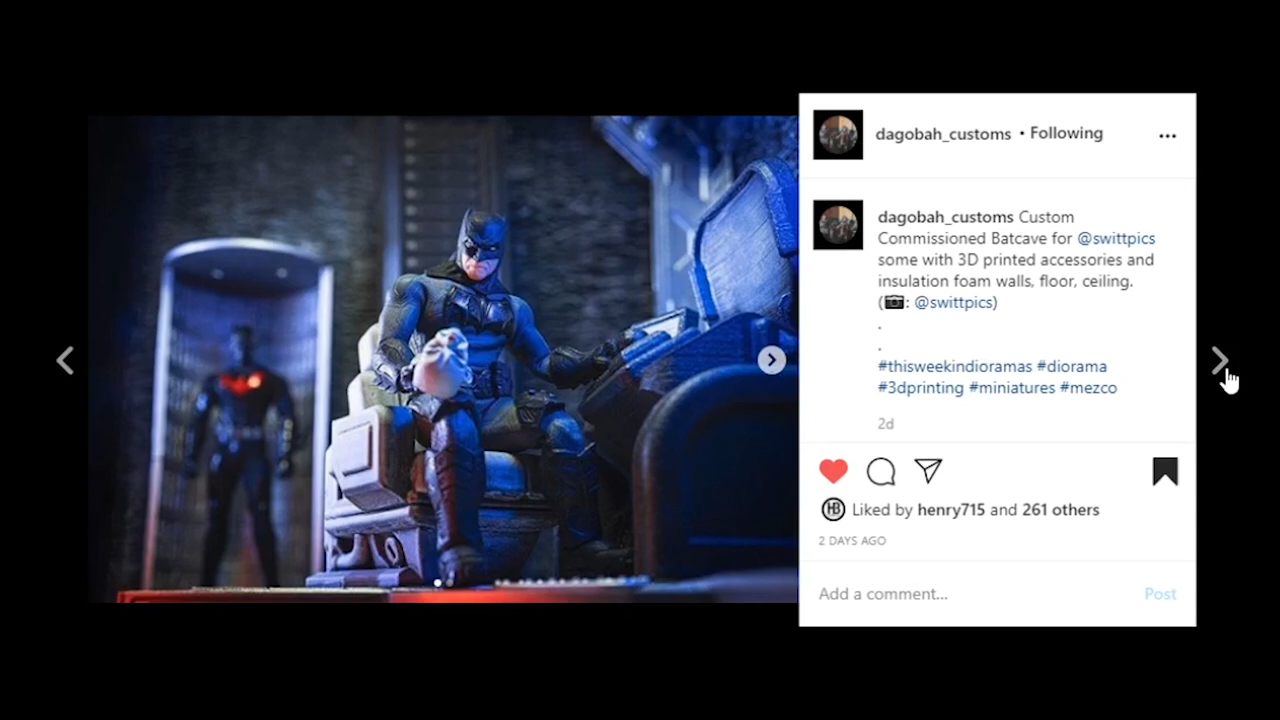 dagobah_customs • Following
dagobah_customs Custom
Commissioned Batcave for @swittpics
some with 3D printed accessories and
insulation foam walls, floor, ceiling.
(📷: @swittpics)
.
.
#thisweekindioramas #diorama
#3dprinting #miniatures #mezco
2d
HB Liked by henry715 and 261 others
2 DAYS AGO
Add a comment... Post